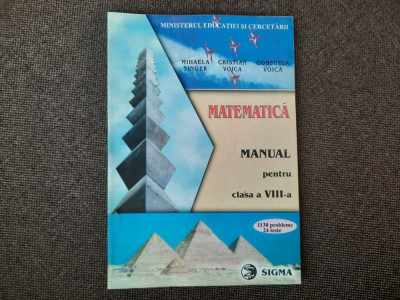 MINISTERUL EDUCAȚIEI ȘI CERCETĂRII
MIHAELA SINGER
CRISTIAN VOICA
CONSUELA VOICA
MATEMATICĂ
MANUAL
pentru
clasa a VIII-a
1130 probleme
24 teste
SIGMA